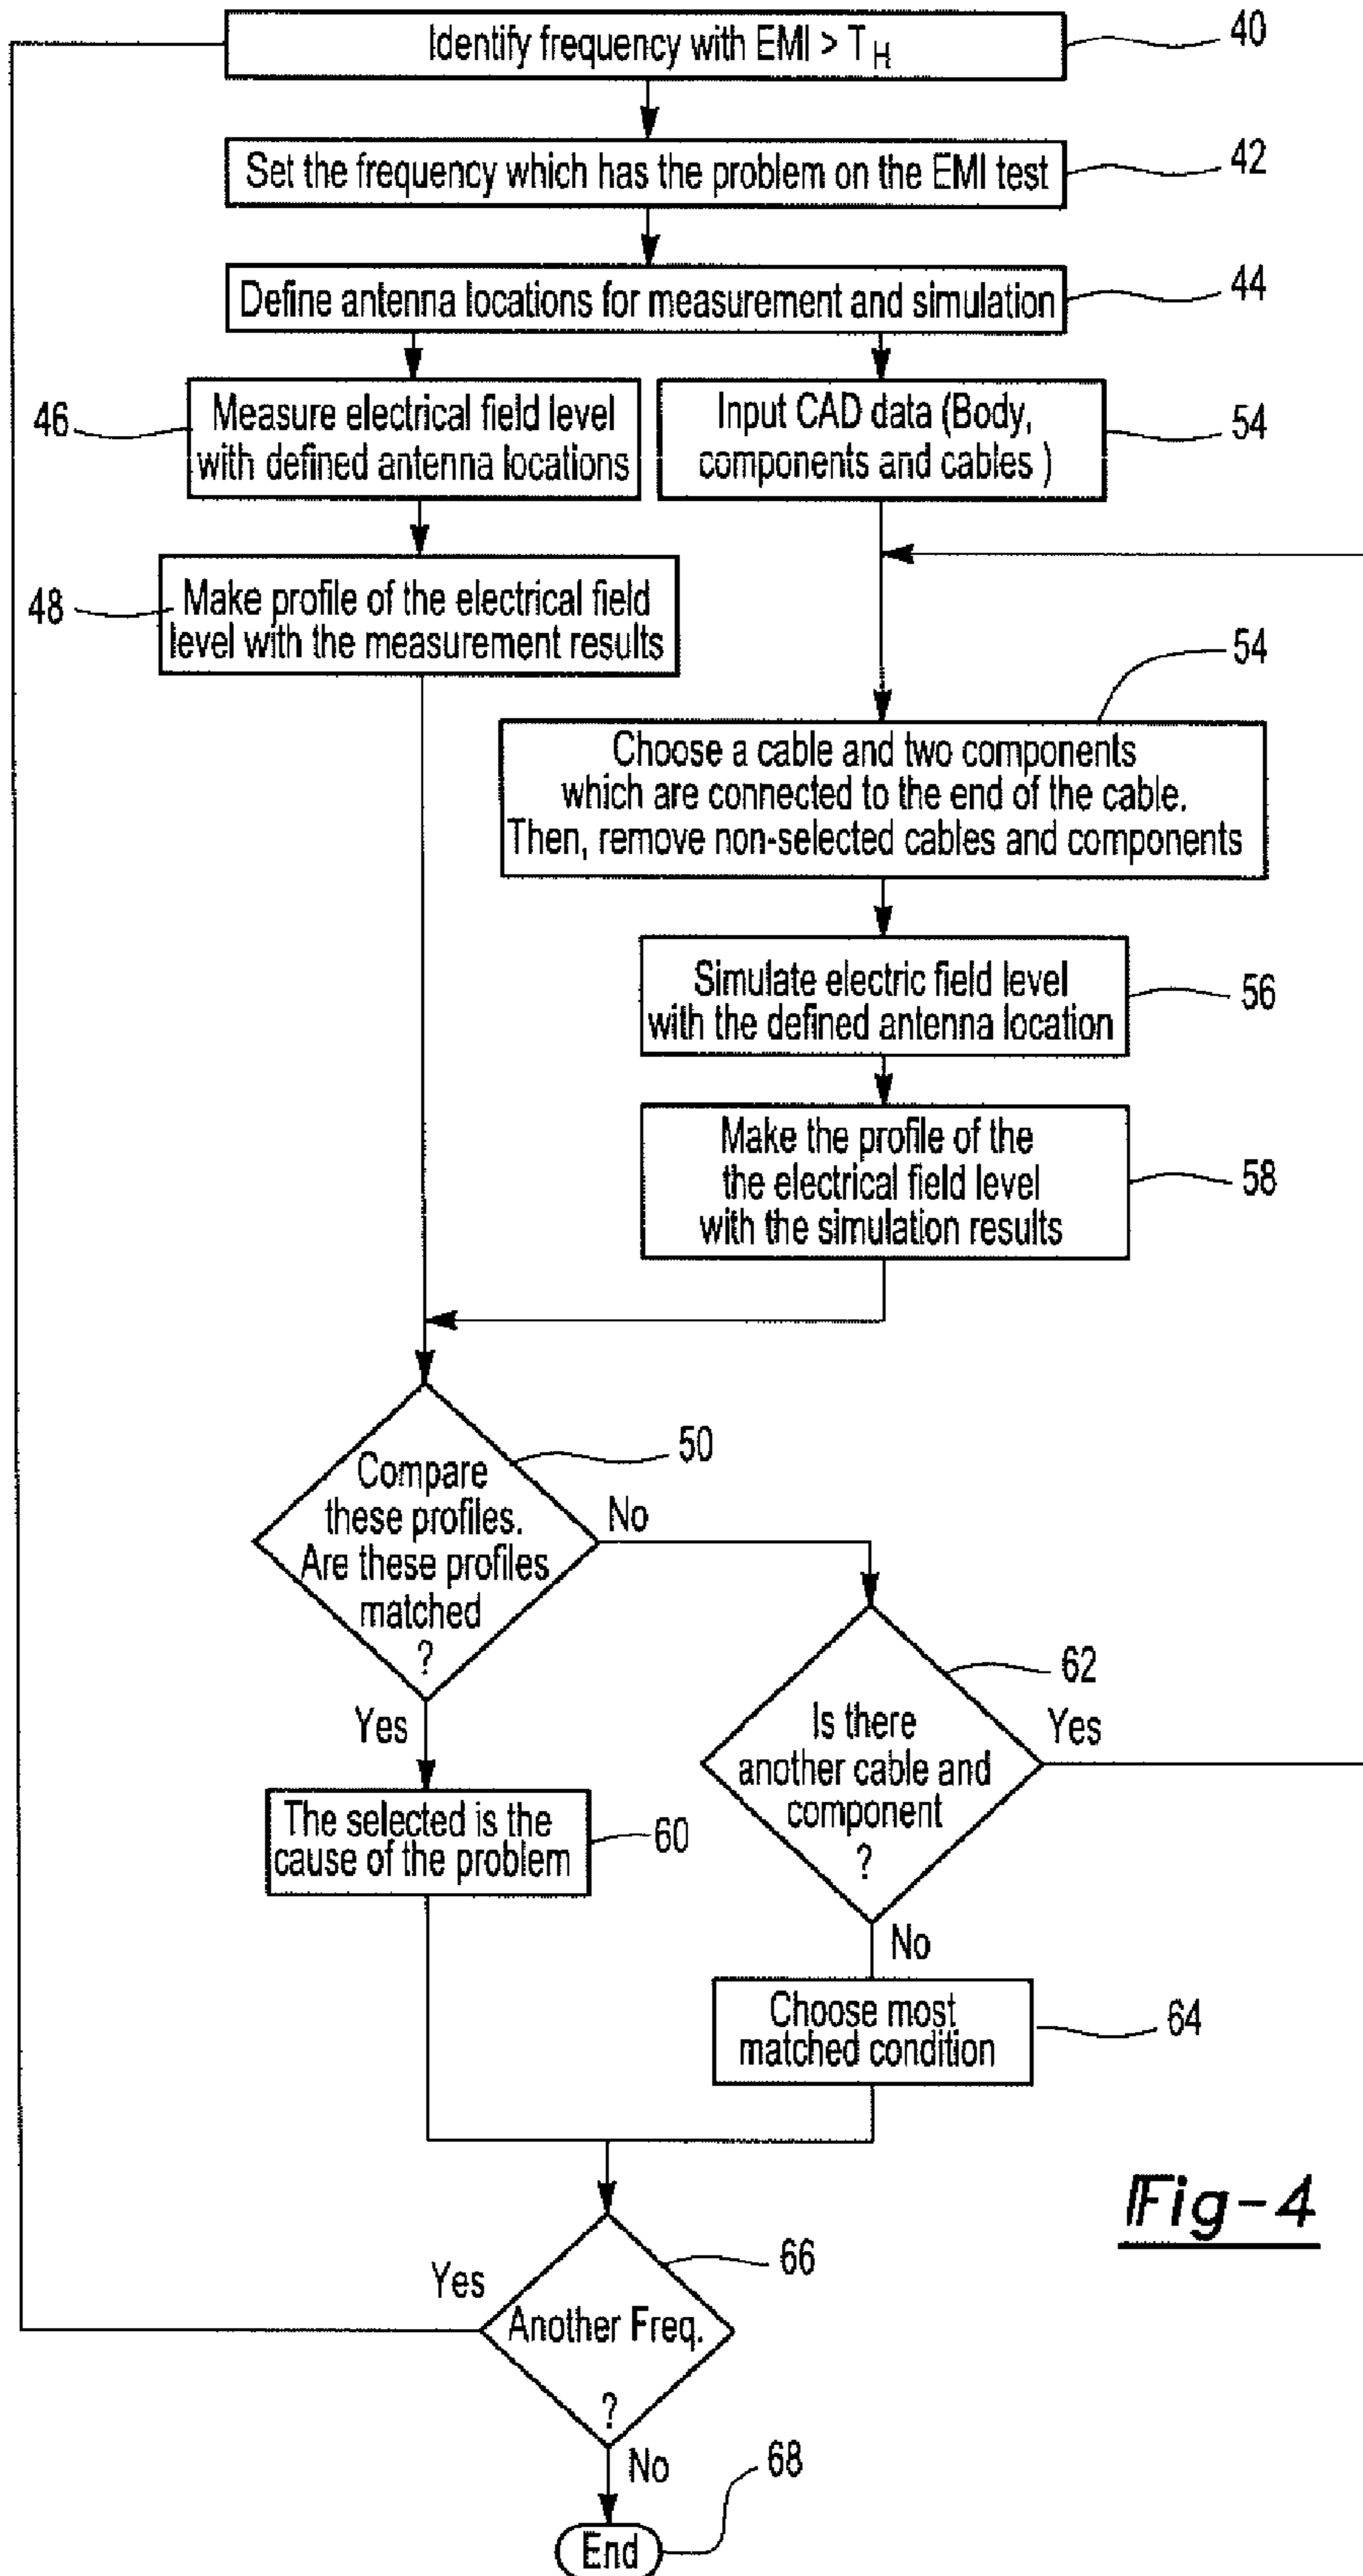 Identify frequency with EMI > TH
40
Set the frequency which has the problem on the EMI test
42
Define antenna locations for measurement and simulation
44
46
Measure electrical field level
with defined antenna locations
Input CAD data (Body,
components and cables )
54
48
Make profile of the electrical field
level with the measurement results
54
Choose a cable and two components
which are connected to the end of the cable.
Then, remove non-selected cables and components
Simulate electric field level
with the defined antenna location
56
Make the profile of the
the electrical field level
with the simulation results
58
50
Compare
these profiles.
Are these profiles
matched
?
No
Yes
62
Is there
another cable and
component
?
Yes
No
The selected is the
cause of the problem
60
Choose most
matched condition
64
66
Yes
Another Freq.
?
No
68
End
Fig-4